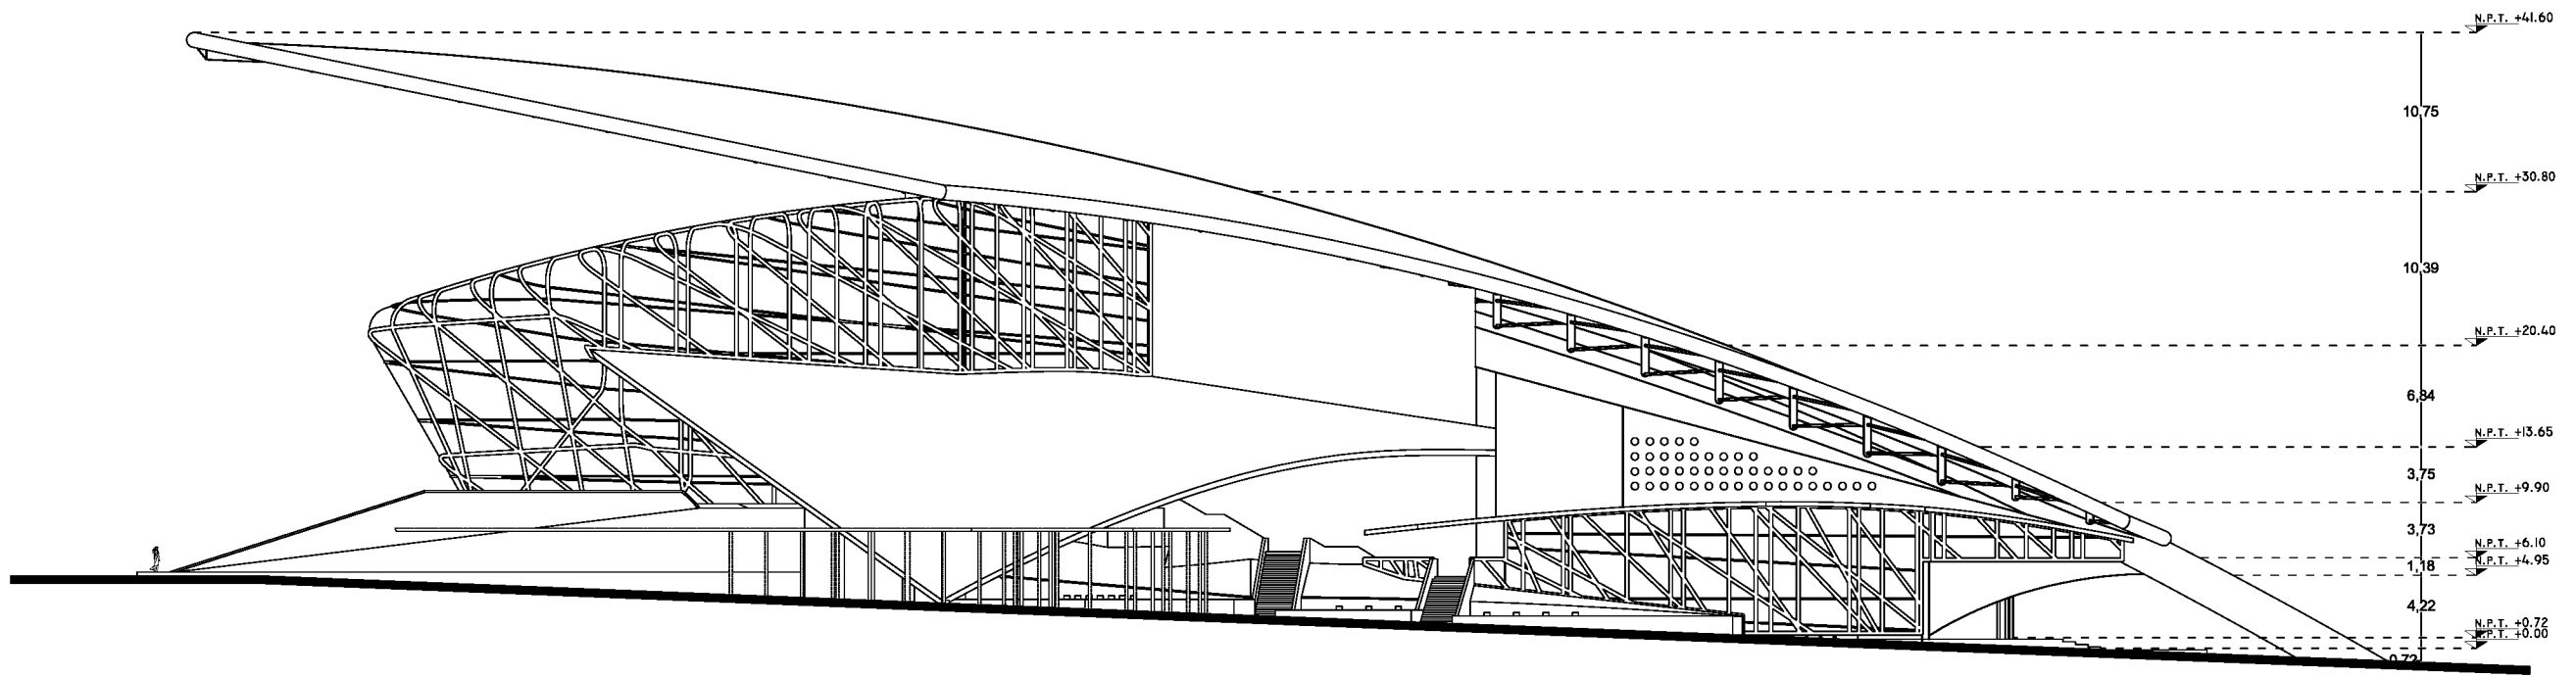 N.P.T. +41.60
10,75
N.P.T. +30.80
10,39
N.P.T. +20.40
6,84
N.P.T. +13.65
3,75
N.P.T. +9.90
3,73
N.P.T. +6.10
N.P.T. +4.95
1,18
4,22
N.P.T. +0.72
N.P.T. +0.00
0,72